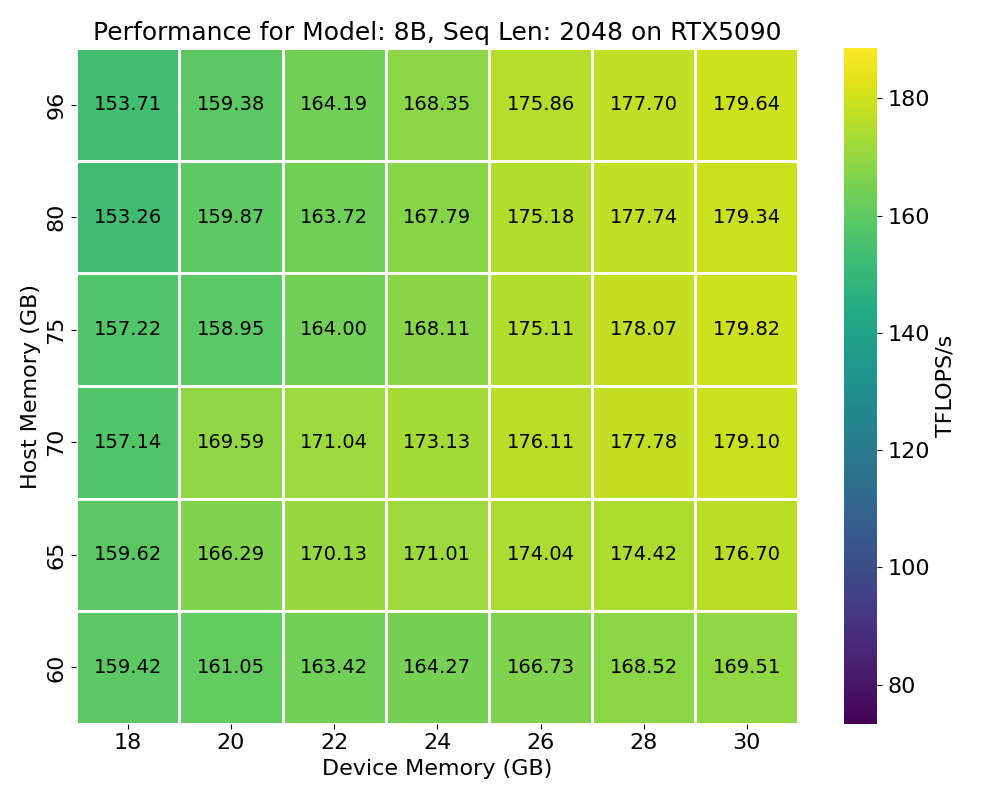 Performance for Model: 8B, Seq Len: 2048 on RTX5090
Host Memory (GB)
96 153.71 159.38 164.19 168.35 175.86 177.70 179.64
80 153.26 159.87 163.72 167.79 175.18 177.74 179.34
75 157.22 158.95 164.00 168.11 175.11 178.07 179.82
70 157.14 169.59 171.04 173.13 176.11 177.78 179.10
65 159.62 166.29 170.13 171.01 174.04 174.42 176.70
60 159.42 161.05 163.42 164.27 166.73 168.52 169.51
18 20 22 24 26 28 30
Device Memory (GB)
180
160
140
120
100
80
TFLOPS/s